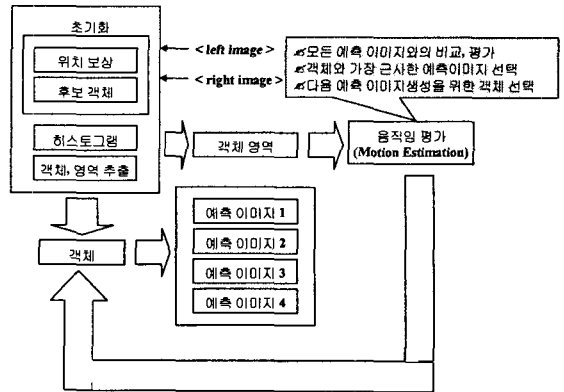 초기화
위치 보상
후보 객체
히스토그램
객체, 영역 추출
< left image >
< right image >
✍모든 예측 이미지와의 비교, 평가
✍객체와 가장 근사한 예측이미지 선택
✍다음 예측 이미지생성을 위한 객체 선택
객체 영역
움직임 평가
(Motion Estimation)
객체
예측 이미지 1
예측 이미지 2
예측 이미지 3
예측 이미지 4